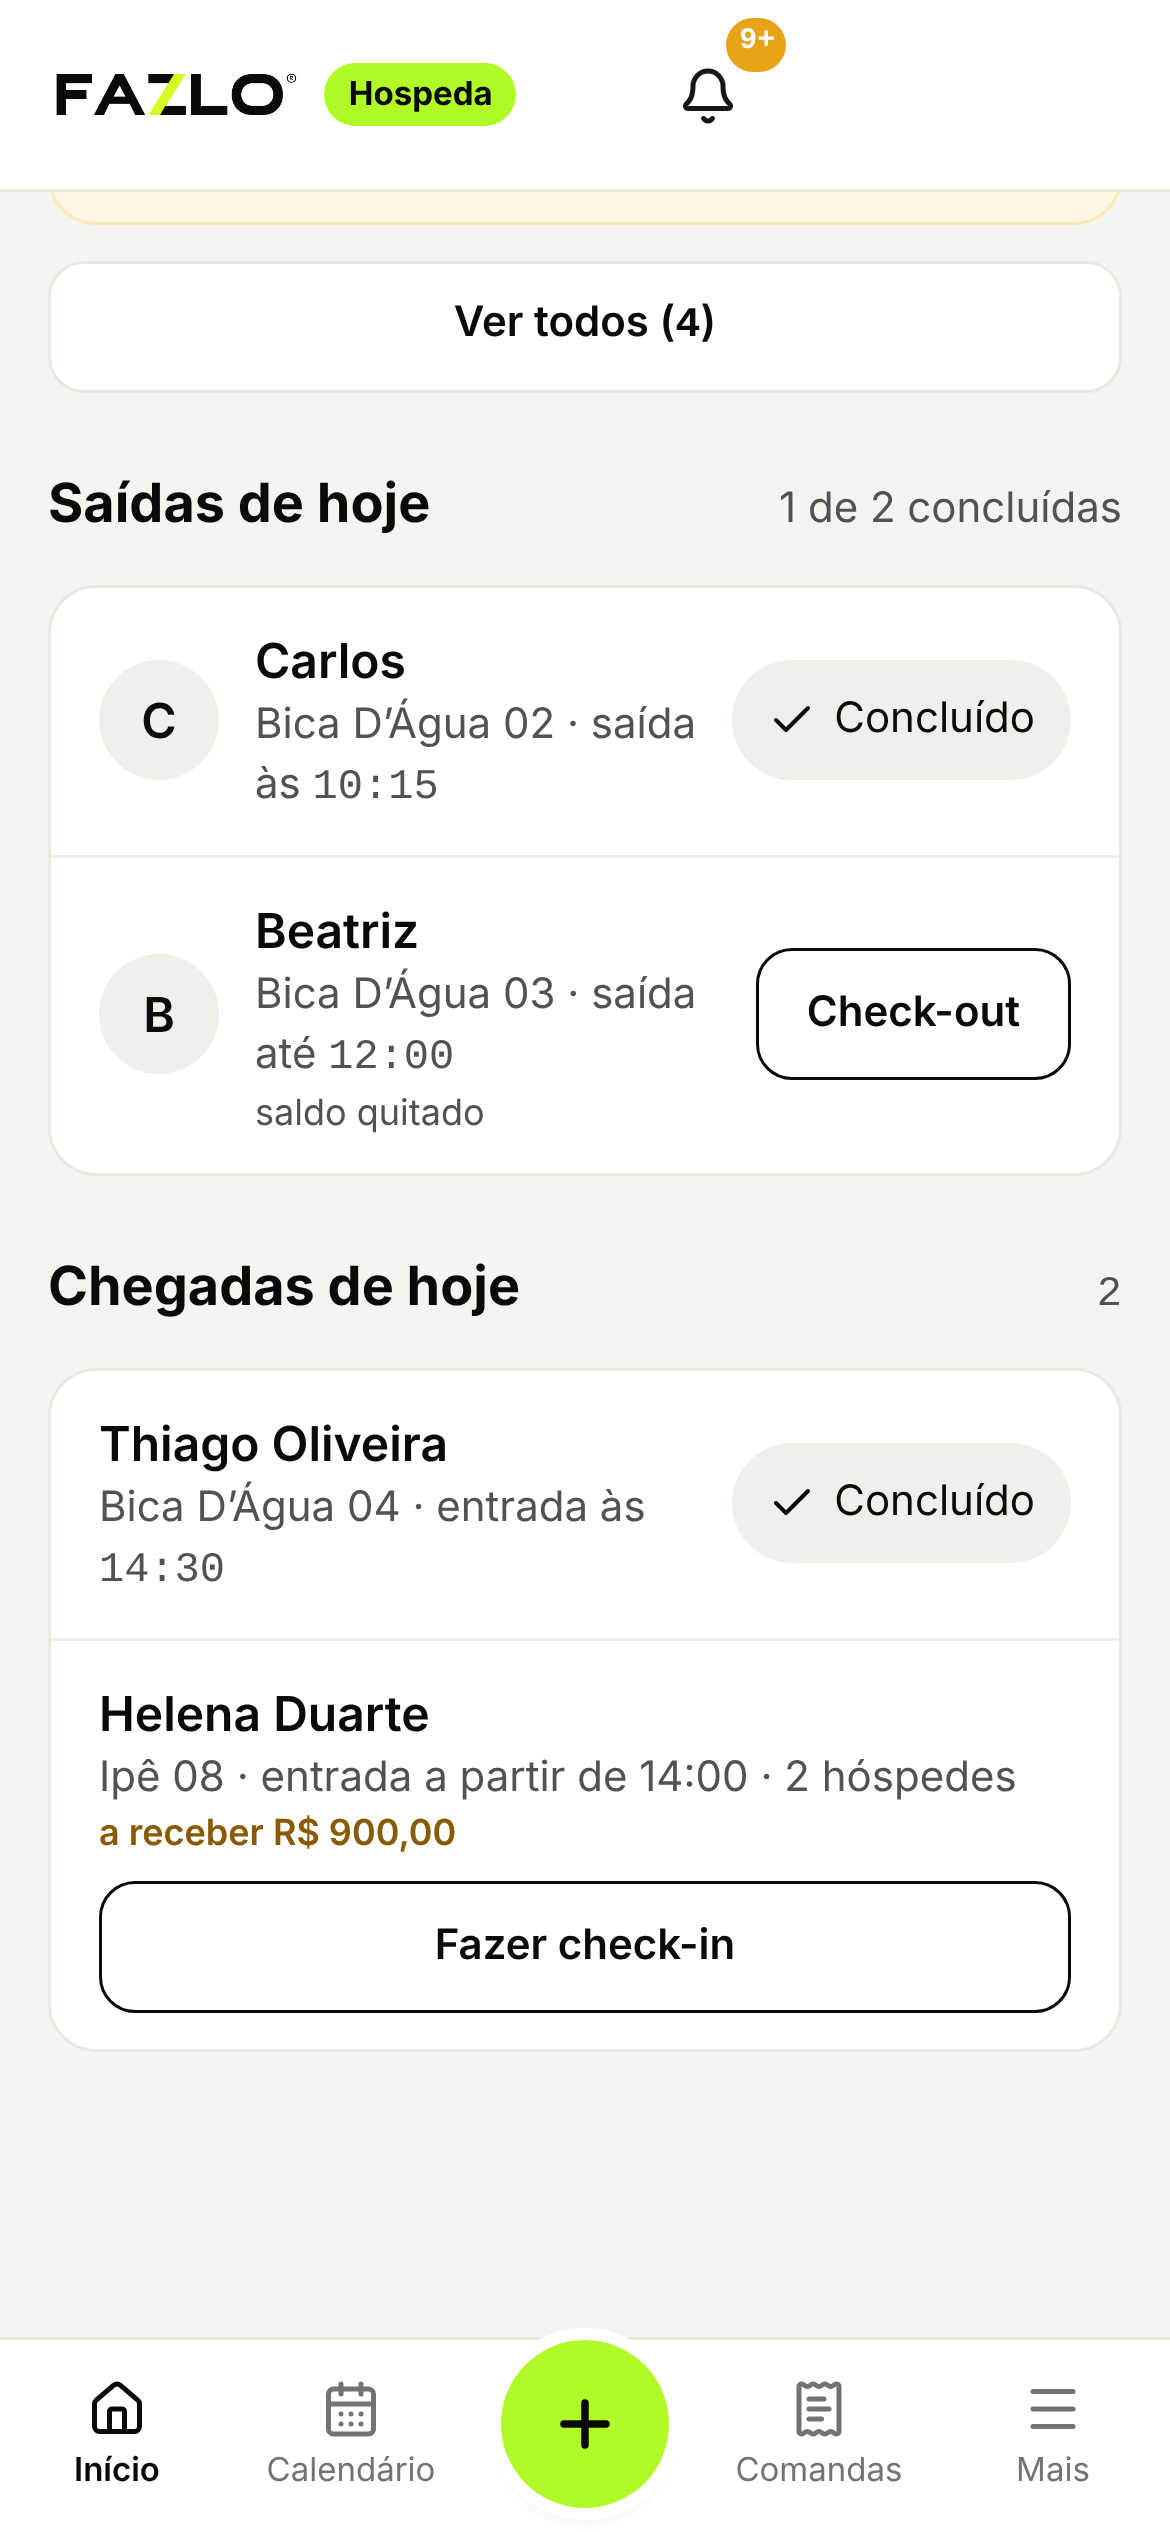 FAZLO®
Hospeda
9+
Ver todos (4)
Saídas de hoje
1 de 2 concluídas
C
Carlos
Bica D’Água 02 · saída
às 10:15
Concluído
B
Beatriz
Bica D’Água 03 · saída
até 12:00
saldo quitado
Check-out
Chegadas de hoje
2
Thiago Oliveira
Bica D’Água 04 · entrada às
14:30
Concluído
Helena Duarte
Ipê 08 · entrada a partir de 14:00 · 2 hóspedes
a receber R$ 900,00
Fazer check-in
Início
Calendário
Comandas
Mais